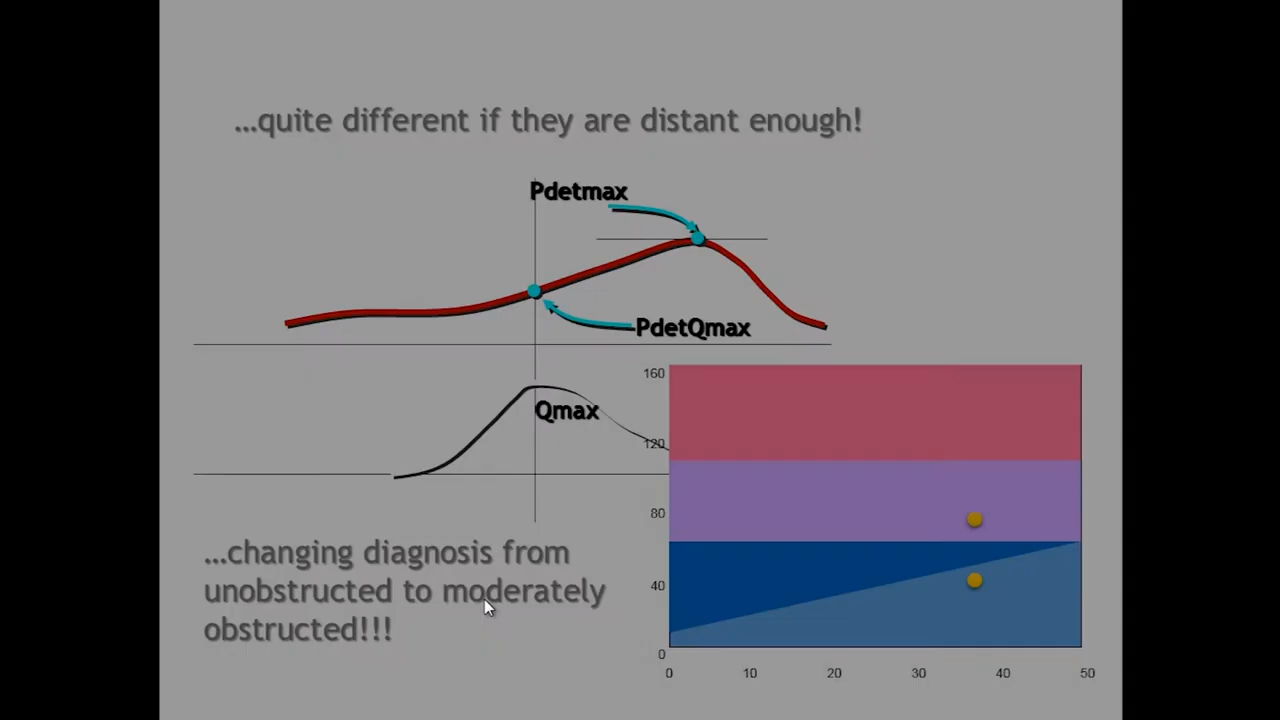 …quite different if they are distant enough!
Pdetmax
PdetQmax
Qmax
160
120
80
40
0
0 10 20 30 40 50
…changing diagnosis from
unobstructed to moderately
obstructed!!!